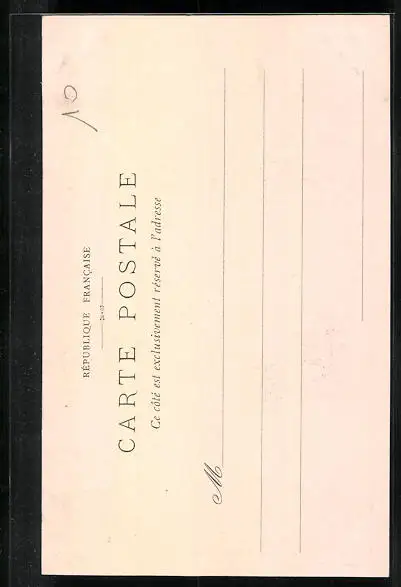 10
RÉPUBLIQUE FRANÇAISE
CARTE POSTALE
Ce côté est exclusivement réservé à l'adresse
M